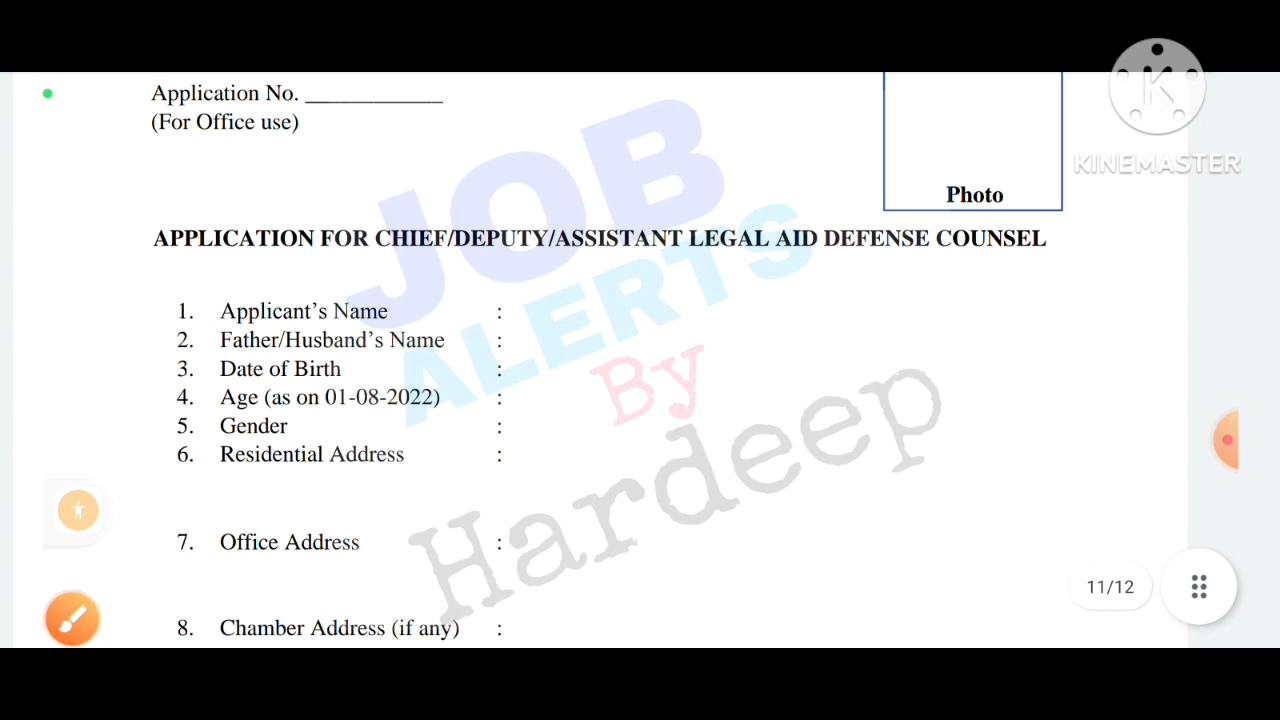 Application No. ____________
(For Office use)
KINEMASTER
Photo
APPLICATION FOR CHIEF/DEPUTY/ASSISTANT LEGAL AID DEFENSE COUNSEL
1. Applicant’s Name :
2. Father/Husband’s Name :
3. Date of Birth :
4. Age (as on 01-08-2022) :
5. Gender :
6. Residential Address :
7. Office Address :
8. Chamber Address (if any) :
JOB
ALERTS
By
Hardeep
11/12